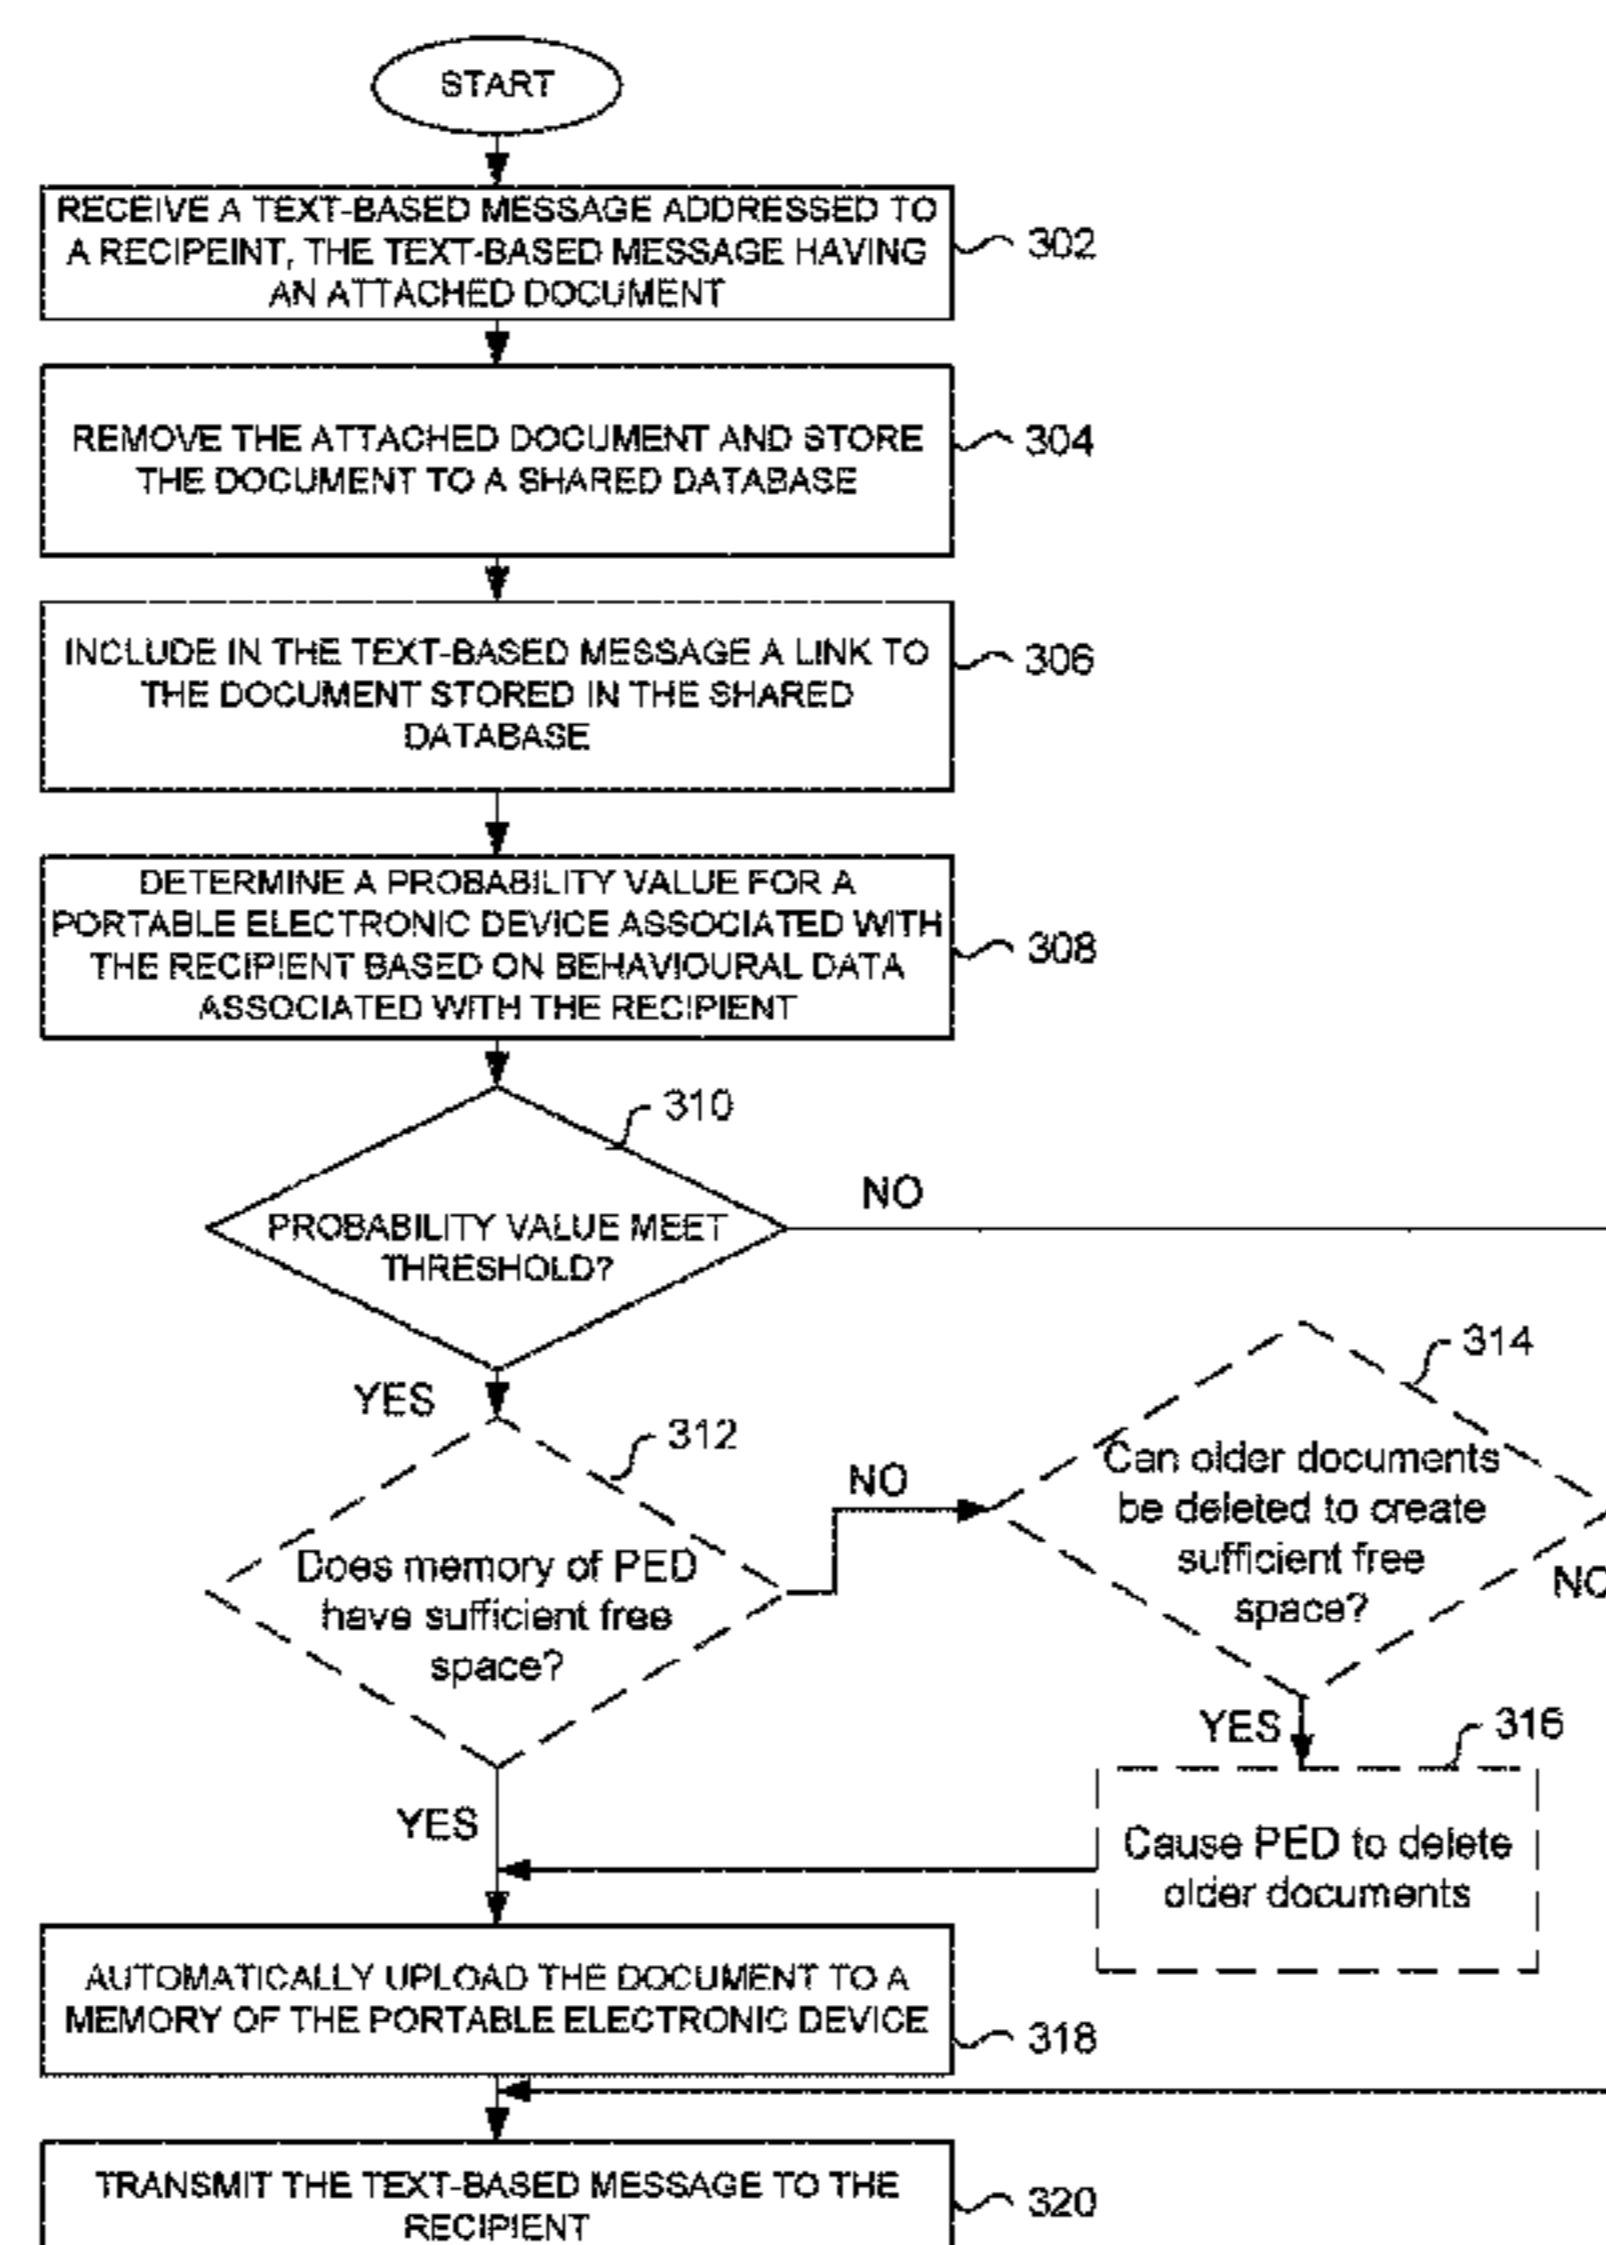 START
RECEIVE A TEXT-BASED MESSAGE ADDRESSED TO
A RECIPEINT, THE TEXT-BASED MESSAGE HAVING
AN ATTACHED DOCUMENT
302
REMOVE THE ATTACHED DOCUMENT AND STORE
THE DOCUMENT TO A SHARED DATABASE
304
INCLUDE IN THE TEXT-BASED MESSAGE A LINK TO
THE DOCUMENT STORED IN THE SHARED
DATABASE
306
DETERMINE A PROBABILITY VALUE FOR A
PORTABLE ELECTRONIC DEVICE ASSOCIATED WITH
THE RECIPIENT BASED ON BEHAVIOURAL DATA
ASSOCIATED WITH THE RECIPIENT
308
310
PROBABILITY VALUE MEET
THRESHOLD?
NO
YES
312
Does memory of PED
have sufficient free
space?
NO
314
Can older documents
be deleted to create
sufficient free
space?
NO
YES
316
Cause PED to delete
older documents
YES
AUTOMATICALLY UPLOAD THE DOCUMENT TO A
MEMORY OF THE PORTABLE ELECTRONIC DEVICE
318
TRANSMIT THE TEXT-BASED MESSAGE TO THE
RECIPIENT
320